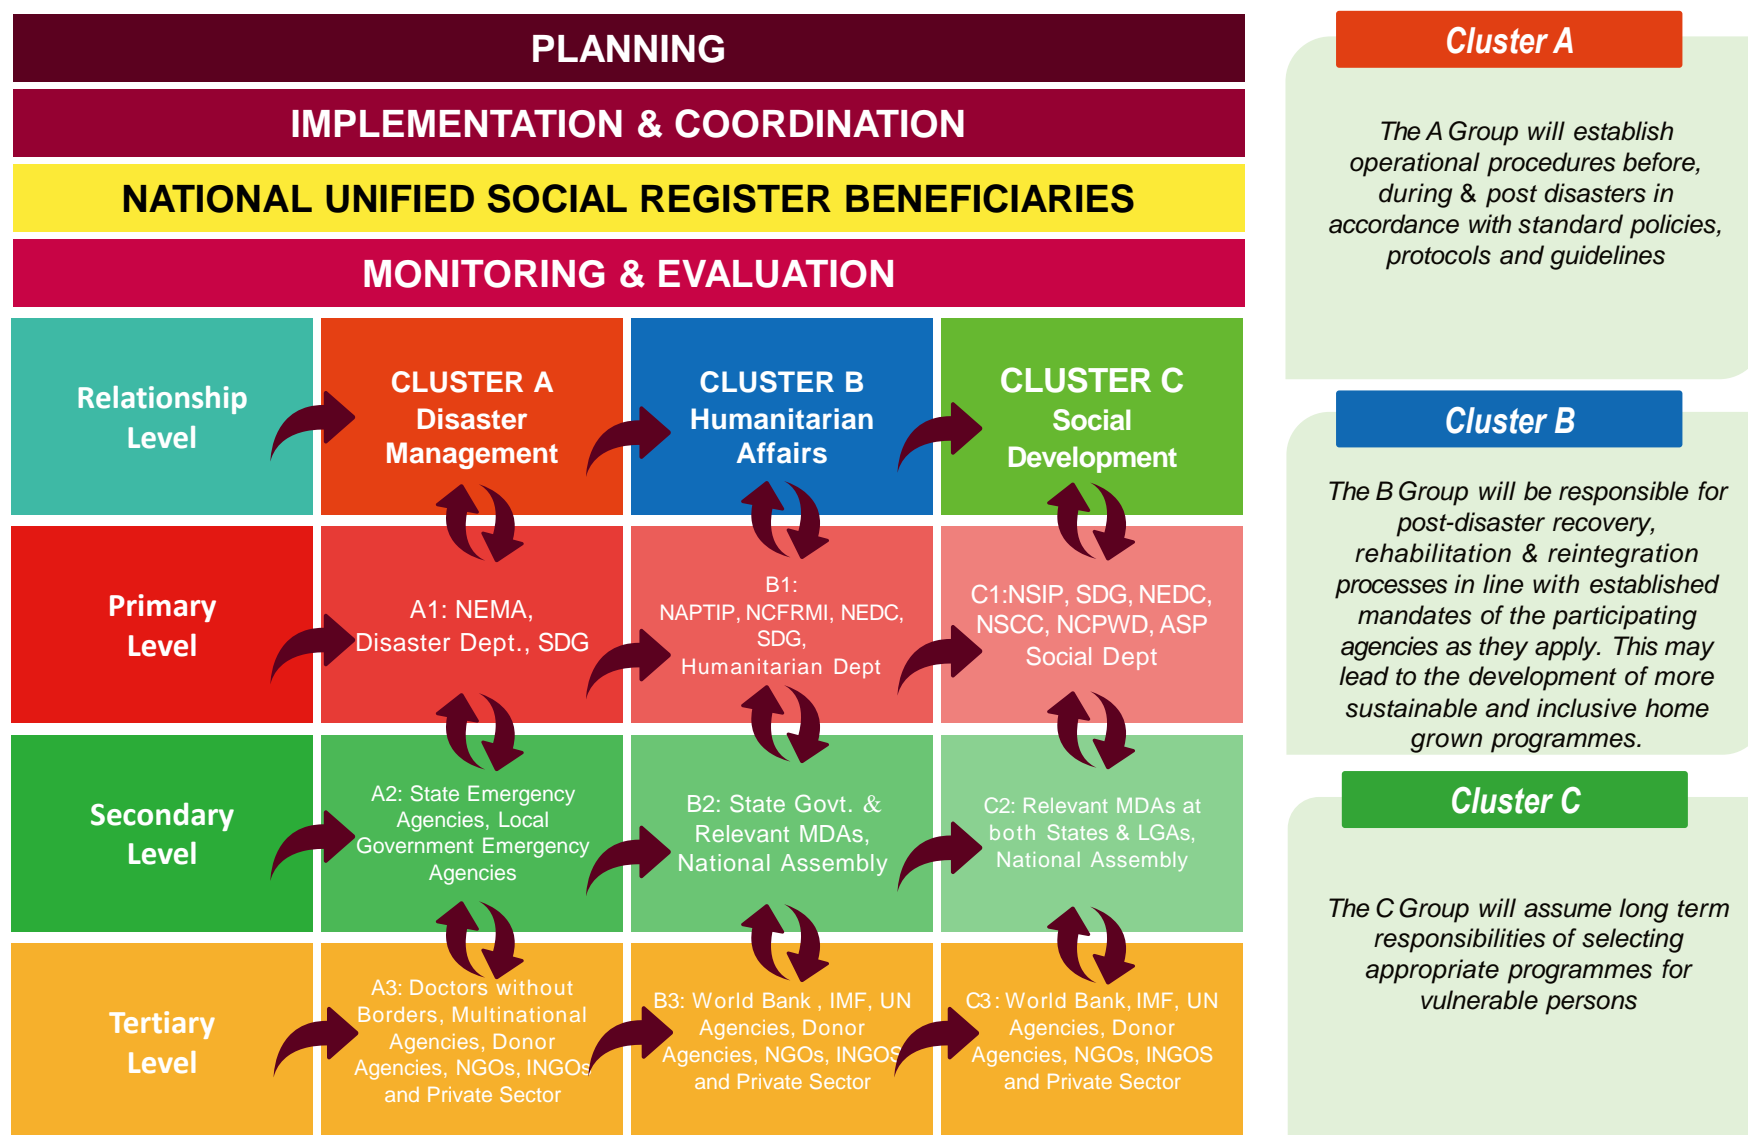 PLANNING
IMPLEMENTATION & COORDINATION
NATIONAL UNIFIED SOCIAL REGISTER BENEFICIARIES
MONITORING & EVALUATION
Relationship
Level
CLUSTER A
Disaster
Management
CLUSTER B
Humanitarian
Affairs
CLUSTER C
Social
Development
Primary
Level
A1: NEMA,
Disaster Dept., SDG
B1:
NAPTIP, NCFRMI, NEDC,
SDG,
Humanitarian Dept
C1:NSIP, SDG, NEDC,
NSCC, NCPWD, ASP
Social Dept
Secondary
Level
A2: State Emergency
Agencies, Local
Government Emergency
Agencies
B2: State Govt. &
Relevant MDAs,
National Assembly
C2: Relevant MDAs at
both States & LGAs,
National Assembly
Tertiary
Level
A3: Doctors without
Borders, Multinational
Agencies, Donor
Agencies, NGOs, INGOs
and Private Sector
B3: World Bank , IMF, UN
Agencies, Donor
Agencies, NGOs, INGOS
and Private Sector
C3: World Bank, IMF, UN
Agencies, Donor
Agencies, NGOs, INGOS
and Private Sector
Cluster A
The A Group will establish
operational procedures before,
during & post disasters in
accordance with standard policies,
protocols and guidelines
Cluster B
The B Group will be responsible for
post-disaster recovery,
rehabilitation & reintegration
processes in line with established
mandates of the participating
agencies as they apply. This may
lead to the development of more
sustainable and inclusive home
grown programmes.
Cluster C
The C Group will assume long term
responsibilities of selecting
appropriate programmes for
vulnerable persons